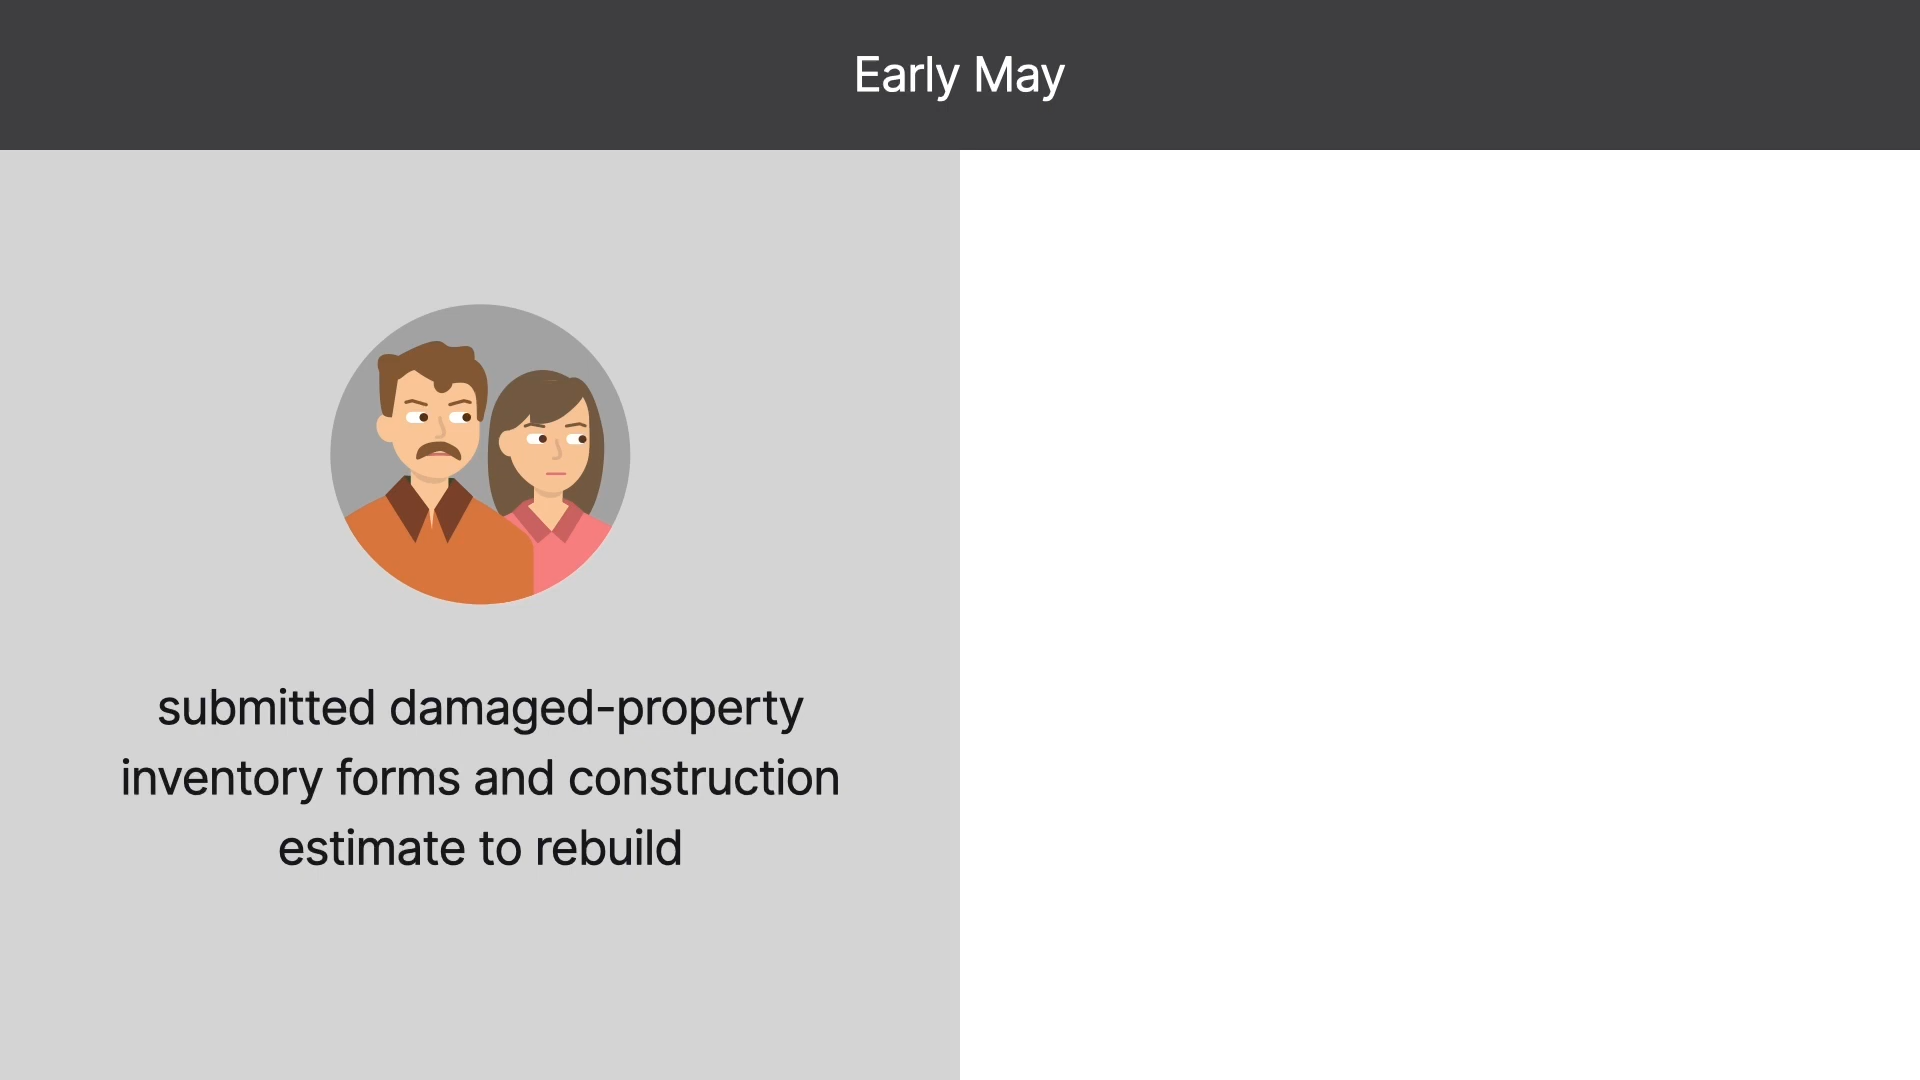 Early May
submitted damaged-property
inventory forms and construction
estimate to rebuild